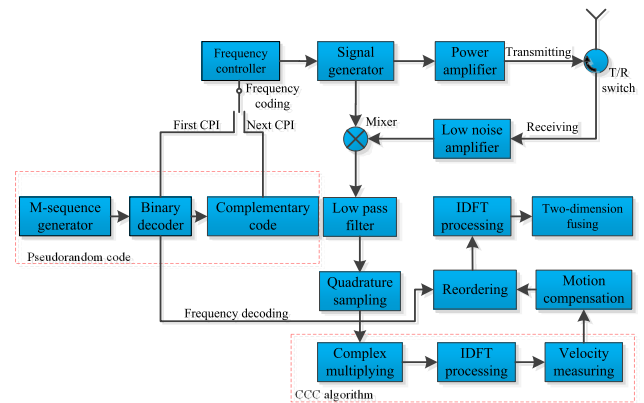 Frequency
controller
Signal
generator
Power
amplifier
Transmitting
T/R
switch
Frequency
coding
First CPI
Next CPI
Mixer
Low noise
amplifier
Receiving
M-sequence
generator
Binary
decoder
Complementary
code
Pseudorandom code
Low pass
filter
IDFT
processing
Two-dimension
fusing
Quadrature
sampling
Reordering
Motion
compensation
Frequency decoding
Complex
multiplying
IDFT
processing
Velocity
measuring
CCC algorithm